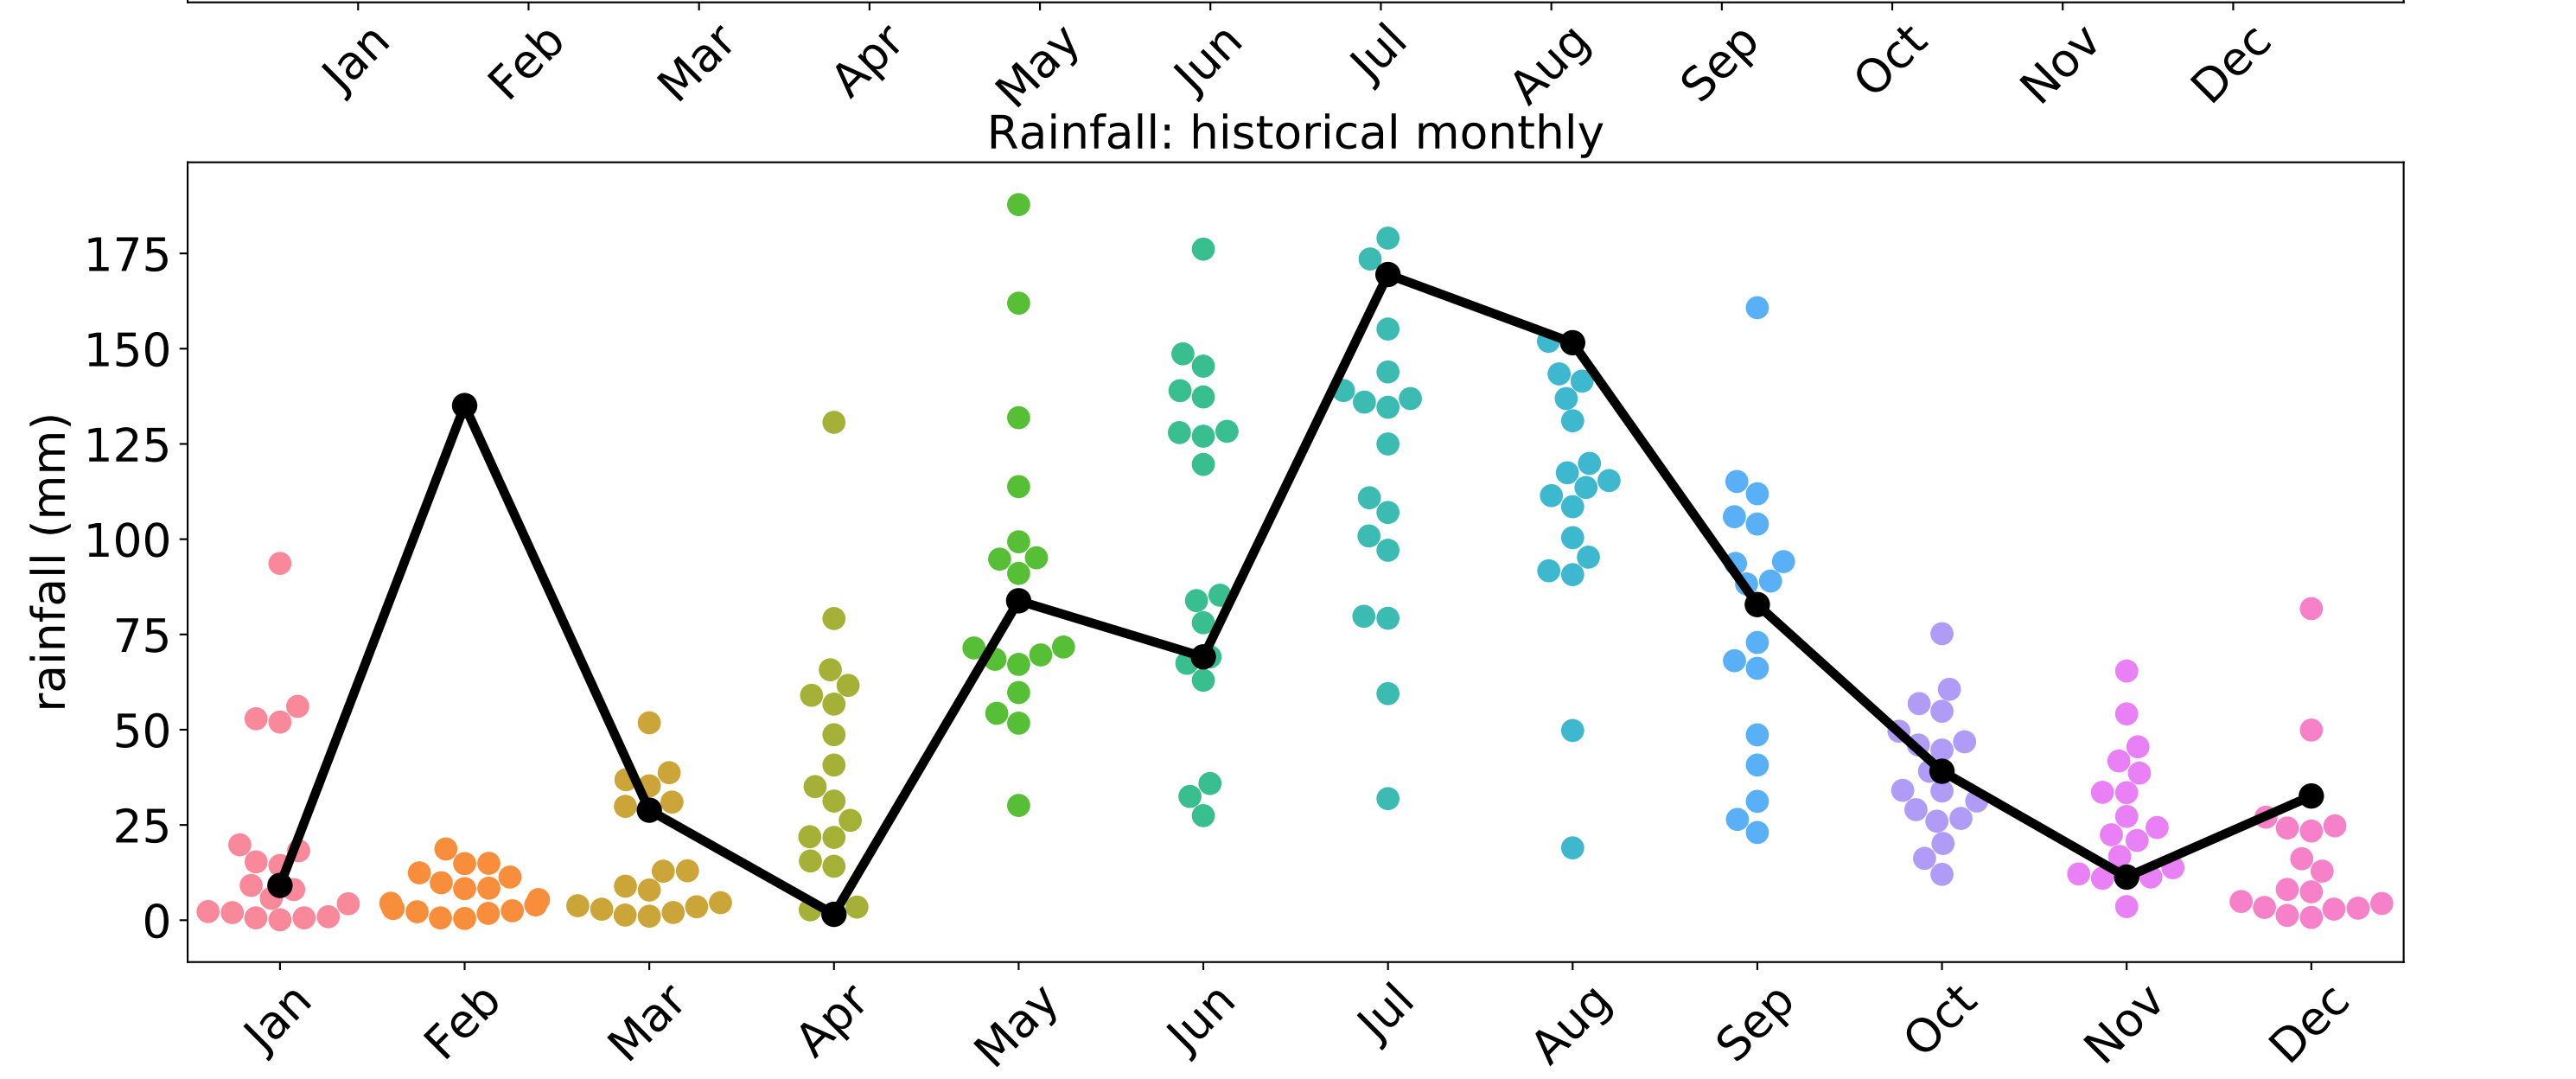 Jan Feb Mar Apr May Jun Jul Aug Sep Oct Nov Dec
Rainfall: historical monthly
rainfall (mm)
175
150
125
100
75
50
25
0
Jan Feb Mar Apr May Jun Jul Aug Sep Oct Nov Dec